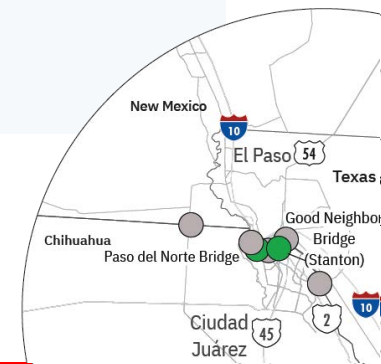 New Mexico
10
El Paso
54
Texas
Good Neighbor
Bridge
(Stanton)
Chihuahua
Paso del Norte Bridge
10
2
Ciudad
Juárez
45